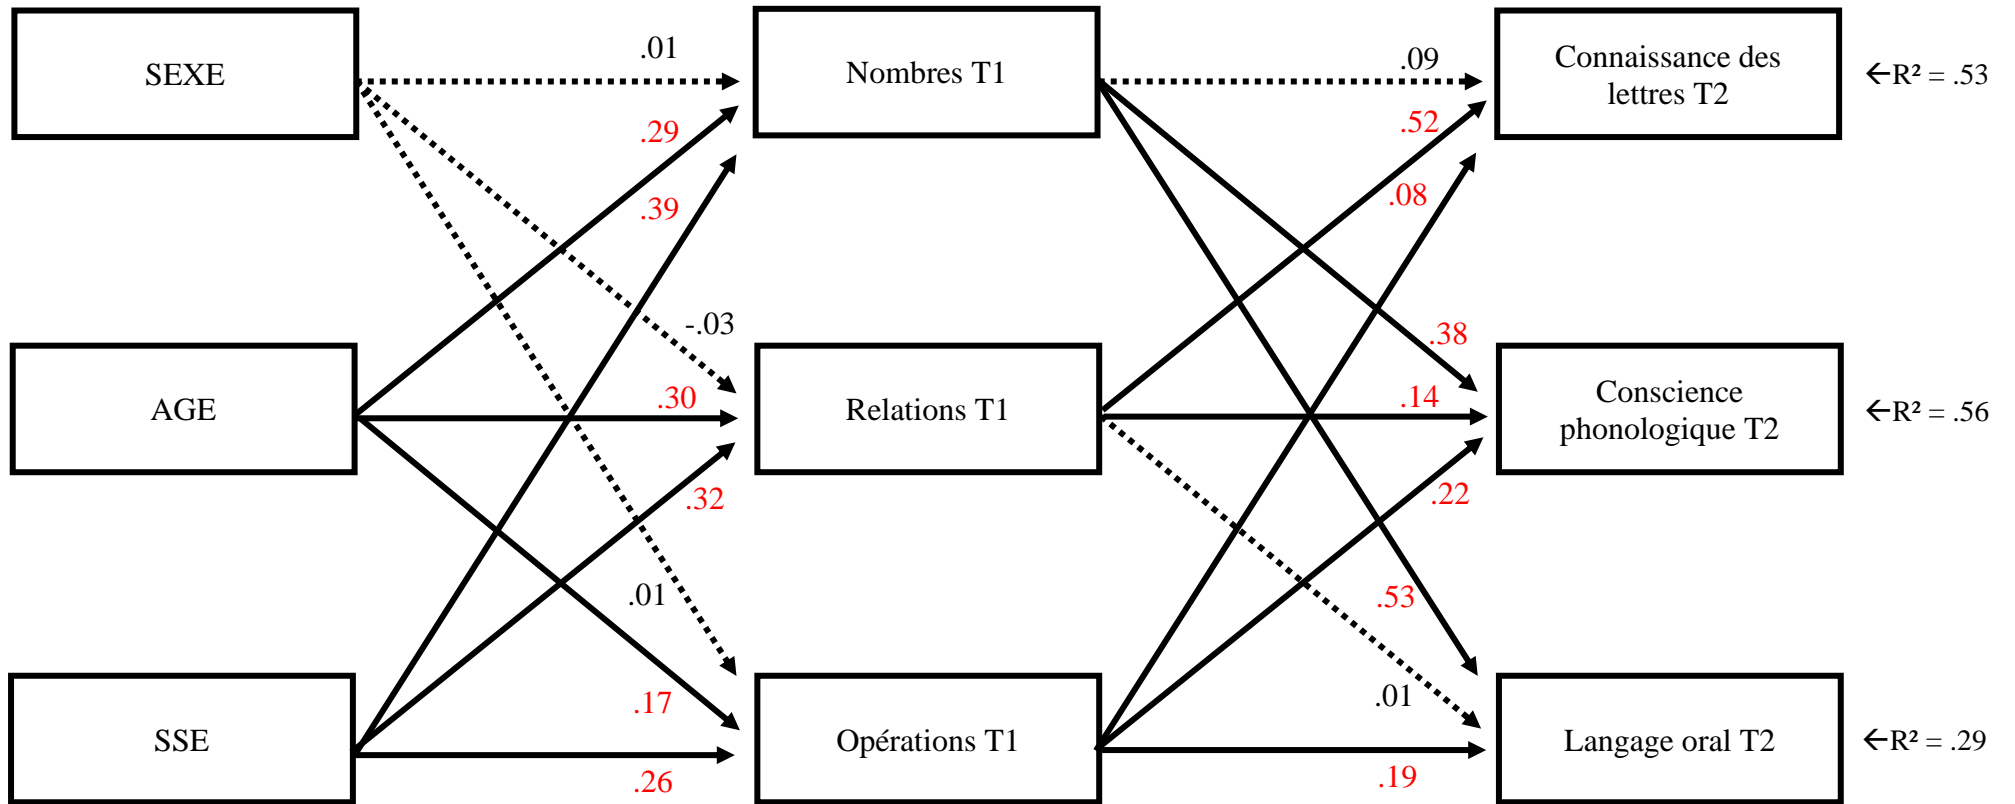 SEXE
.01
Nombres T1
.09
Connaissance des
lettres T2
←R² = .53
.29
.52
.39
.08
-.03
.38
AGE
.30
Relations T1
.14
Conscience
phonologique T2
←R² = .56
.32
.22
.01
.53
.17
.01
SSE
Opérations T1
Langage oral T2
←R² = .29
.26
.19